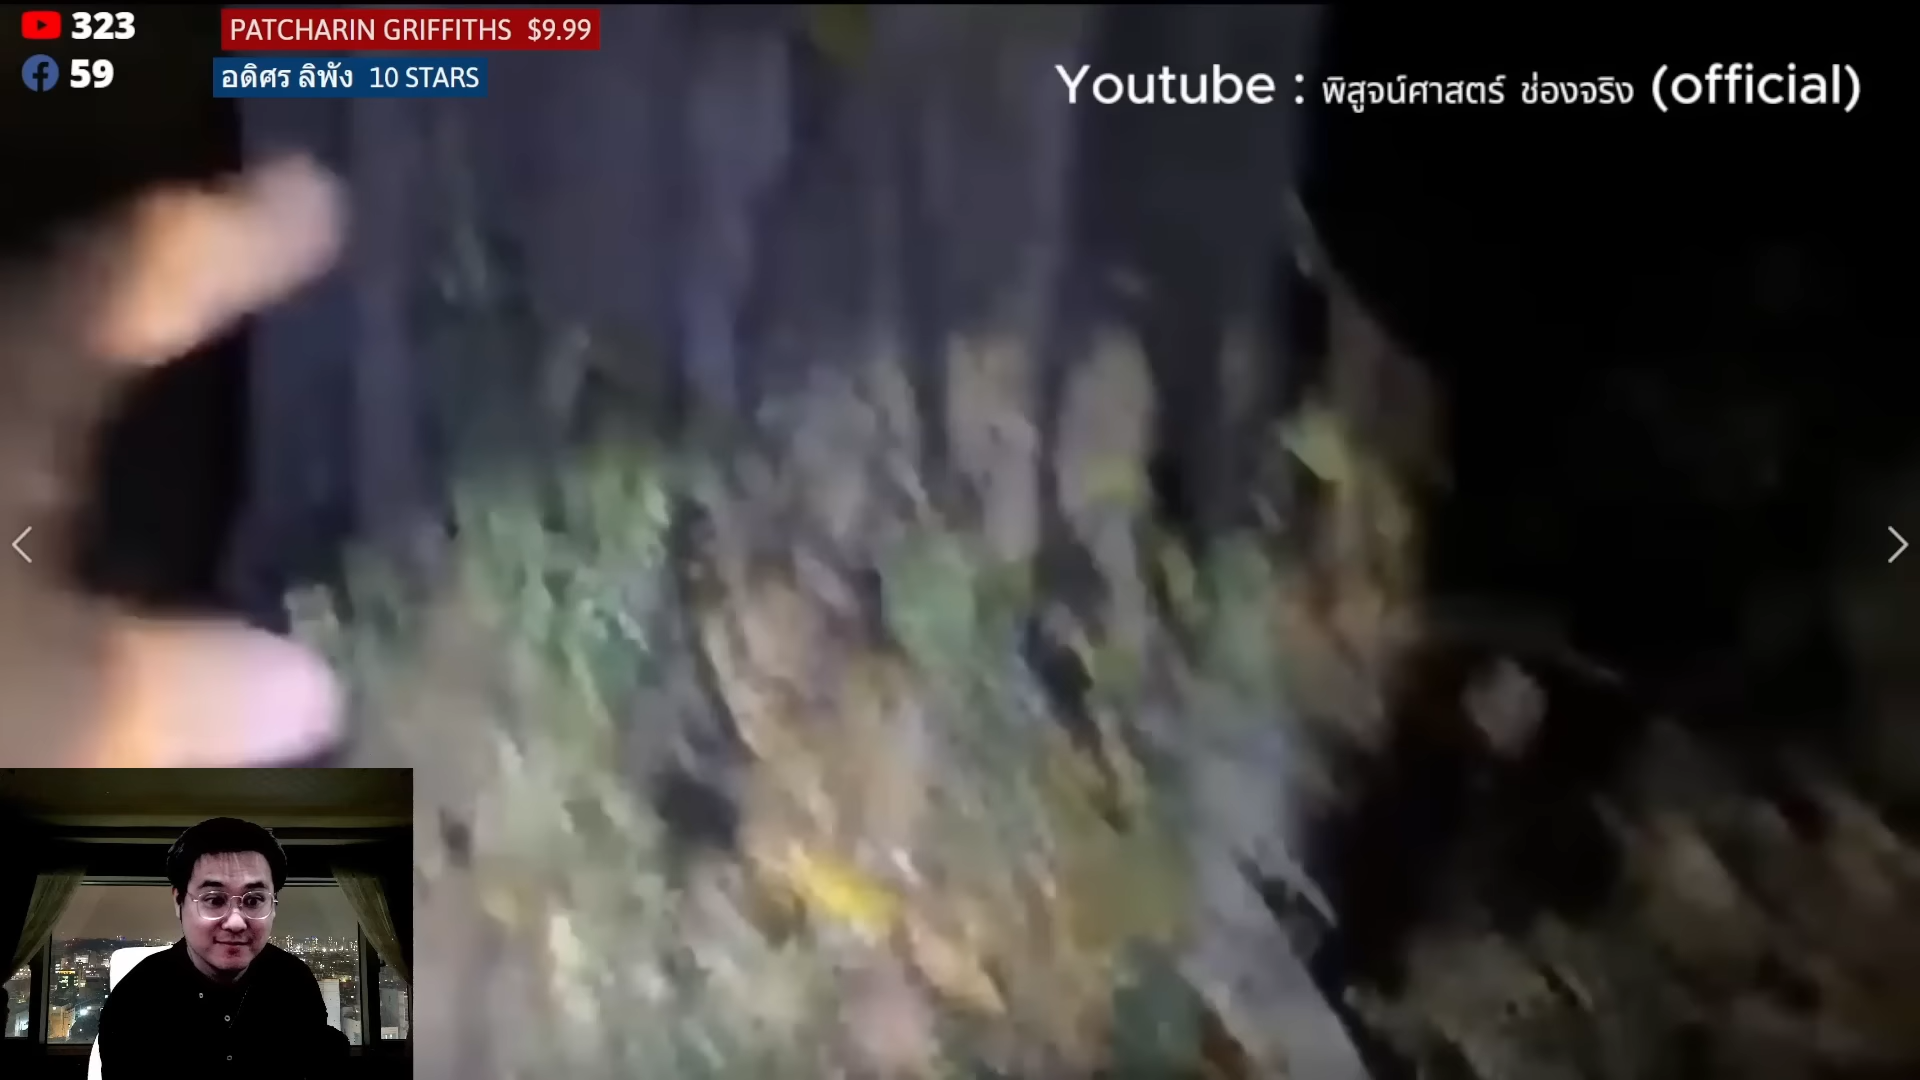 323
PATCHARIN GRIFFITHS $9.99
59
อดิศร ลิพัง 10 STARS
Youtube : พิสูจน์ศาสตร์ ช่องจริง (official)